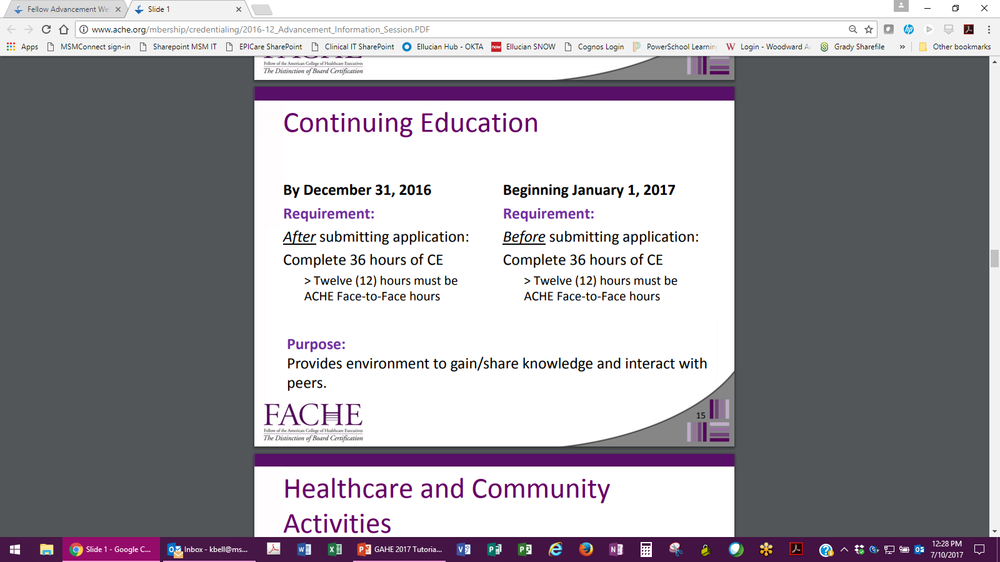 Fellow Advancement We
Slide 1
www.ache.org/mbership/credentialing/2016-12_Advancement_Information_Session.PDF
Apps
MSMConnect sign-in
Sharepoint MSM IT
EPICare SharePoint
Clinical IT SharePoint
Ellucian Hub - OKTA
now
Ellucian SNOW
Cognos Login
PowerSchool Learnin
Login - Woodward Ac
Grady Sharefile
»
Other bookmarks
FACHE
Fellow of the American College of Healthcare Executives
The Distinction of Board Certification
Continuing Education
By December 31, 2016
Requirement:
After submitting application:
Complete 36 hours of CE
> Twelve (12) hours must be
ACHE Face-to-Face hours
Beginning January 1, 2017
Requirement:
Before submitting application:
Complete 36 hours of CE
> Twelve (12) hours must be
ACHE Face-to-Face hours
Purpose:
Provides environment to gain/share knowledge and interact with
peers.
FACHE
Fellow of the American College of Healthcare Executives
The Distinction of Board Certification
15
Healthcare and Community
Activities
Slide 1 - Google C...
Inbox - kbell@ms...
GAHE 2017 Tutoria...
12:28 PM
7/10/2017